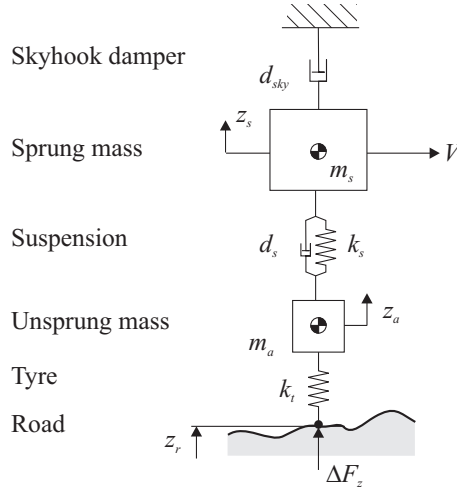 Skyhook damper
d_sky
z_s
Sprung mass
m_s
V
Suspension
d_s
k_s
Unsprung mass
m_a
z_a
Tyre
k_t
Road
z_r
ΔF_z